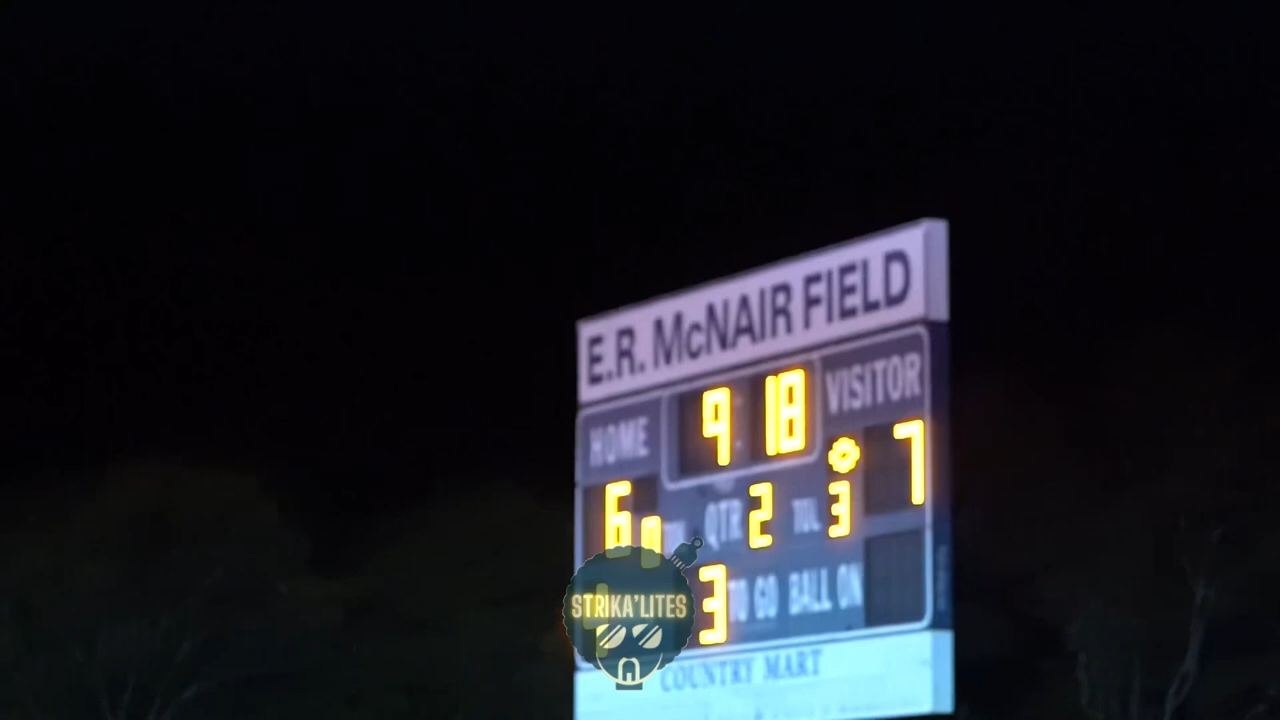 E.R. McNAIR FIELD
HOME 9 18 VISITOR
6 QTR 2 TOL 3 7
3 TO GO BALL ON
STRIKA'LITES
COUNTRY MART